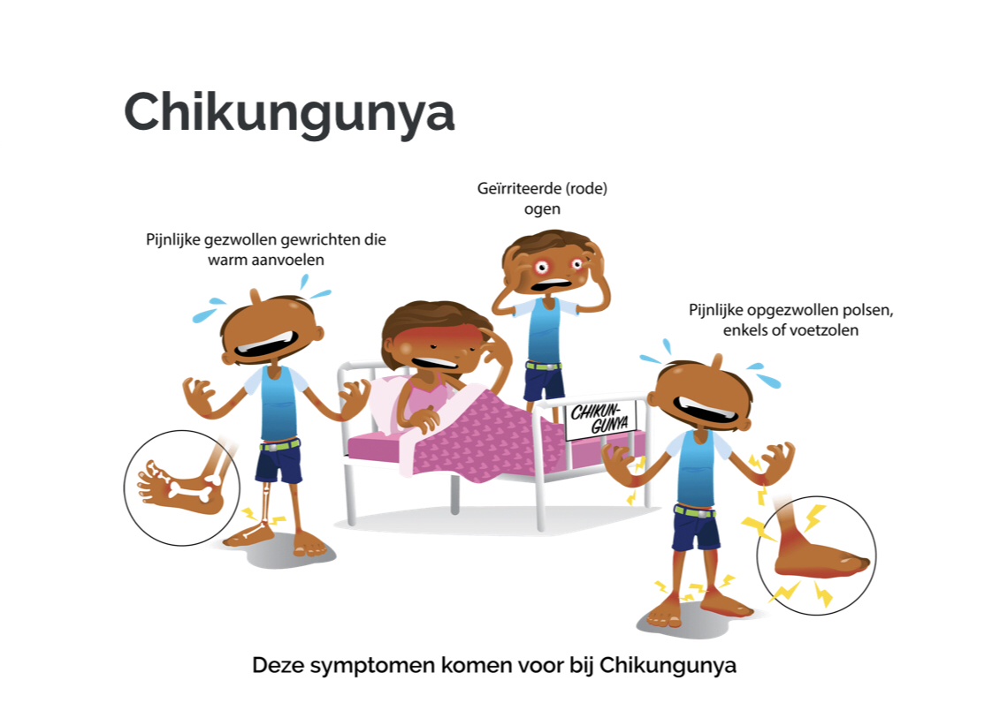 Chikungunya
Geïrriteerde (rode)
ogen
Pijnlijke gezwollen gewrichten die
warm aanvoelen
Pijnlijke opgezwollen polsen,
enkels of voetzolen
CHIKUN-
GUNYA
Deze symptomen komen voor bij Chikungunya